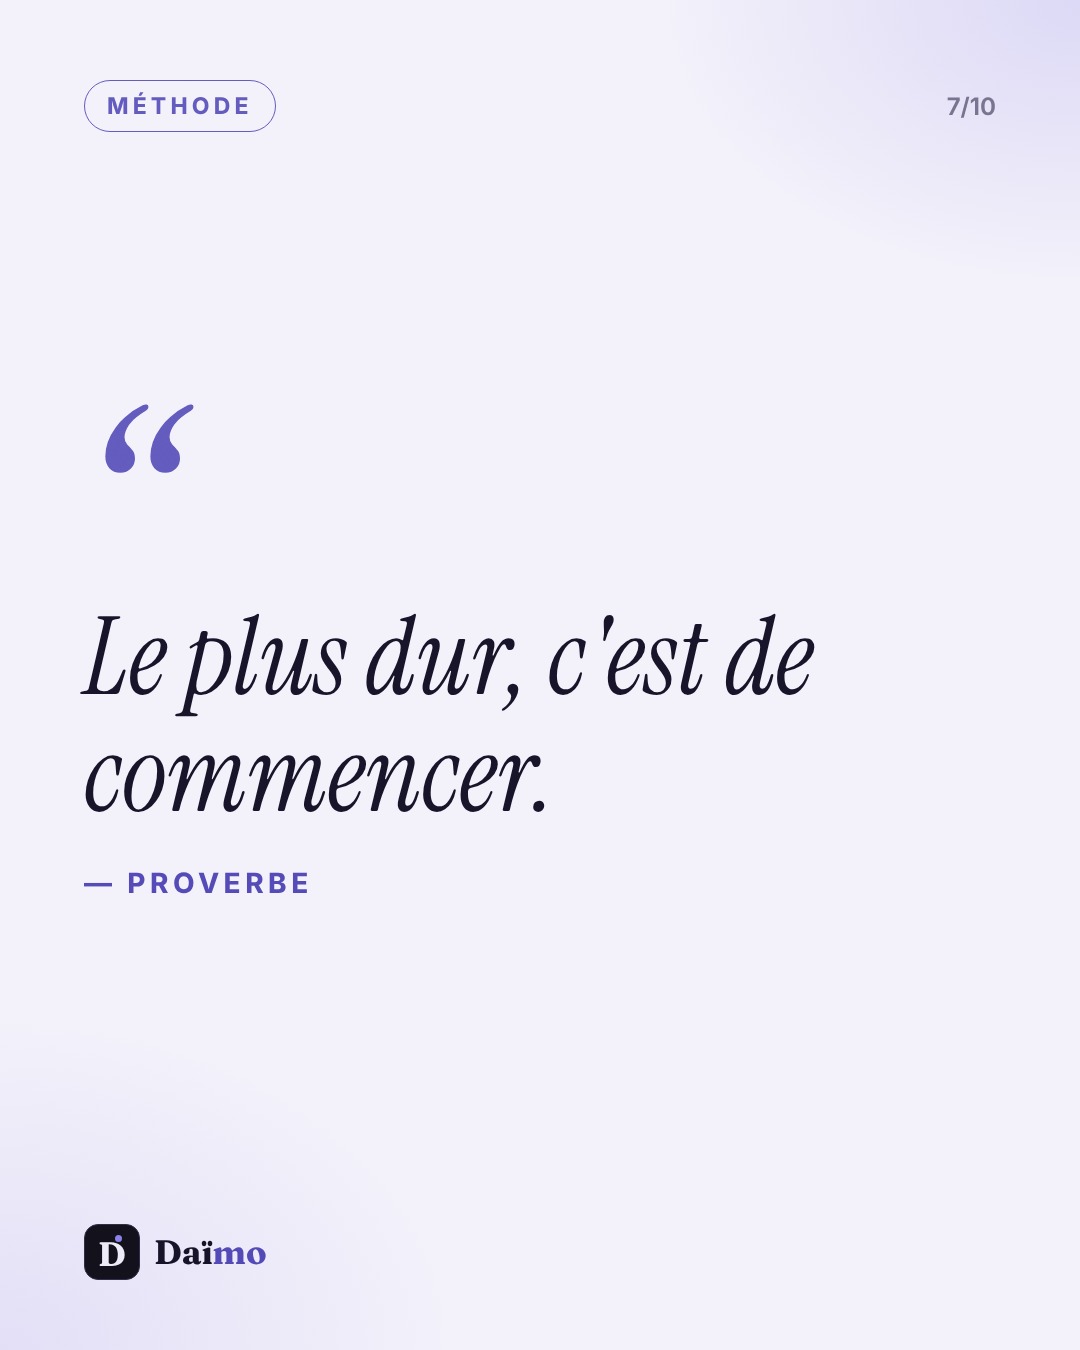 MÉTHODE
7/10
“
Le plus dur, c'est de
commencer.
— PROVERBE
D Daïmo